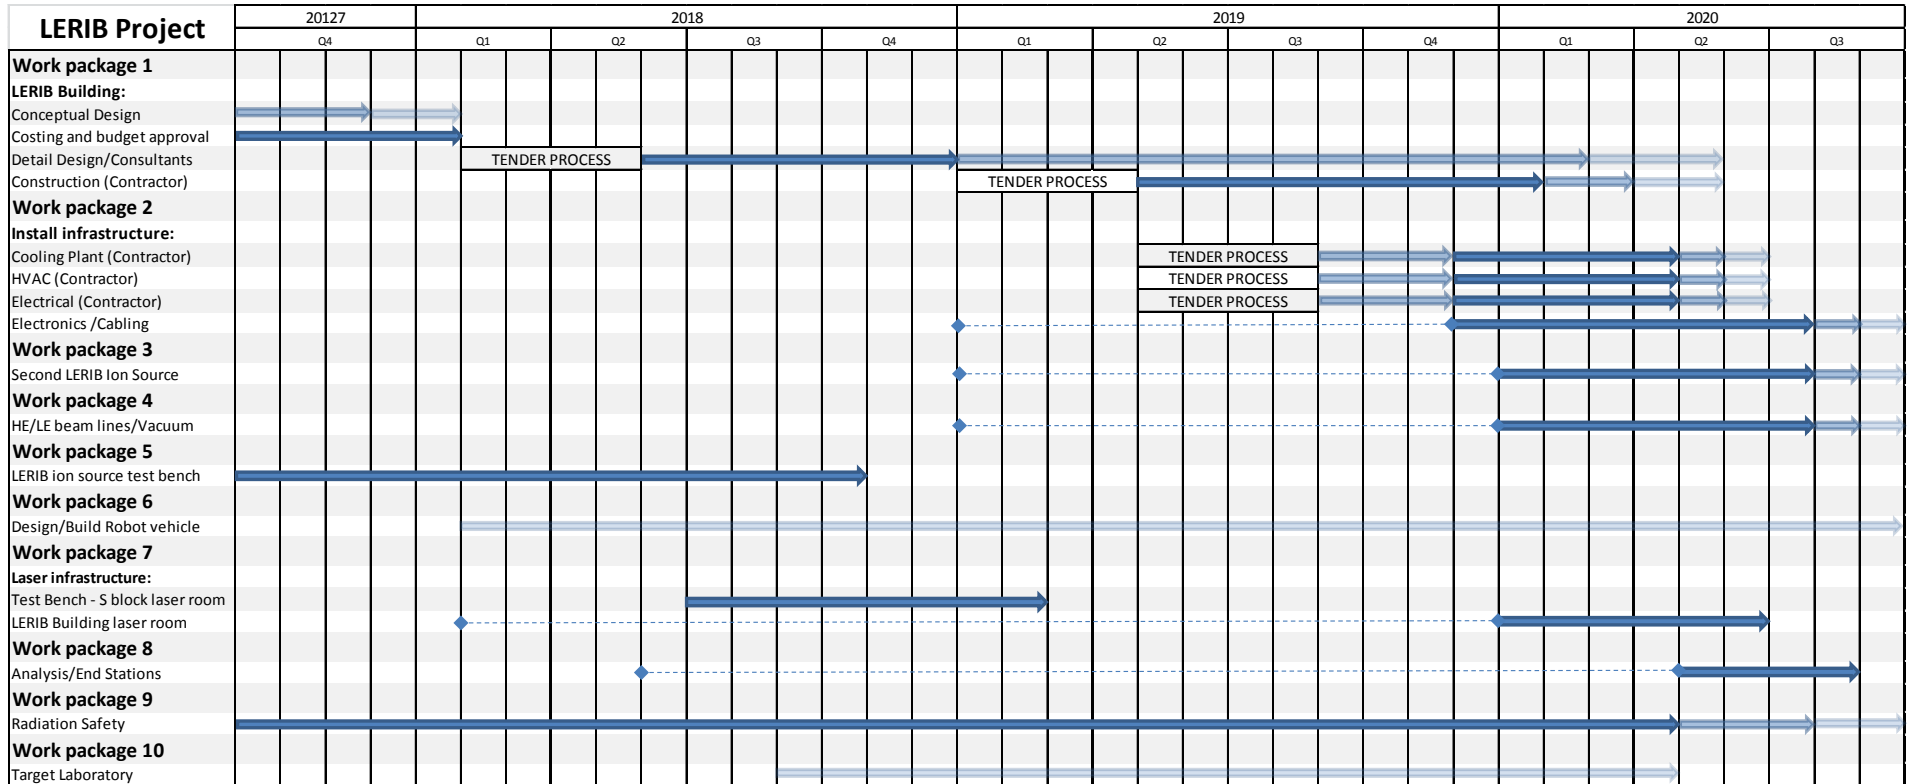 LERIB Project 20127 2018 2019 2020
Q4 Q1 Q2 Q3 Q4 Q1 Q2 Q3 Q4 Q1 Q2 Q3
Work package 1
LERIB Building:
Conceptual Design
Costing and budget approval
Detail Design/Consultants TENDER PROCESS
Construction (Contractor) TENDER PROCESS
Work package 2
Install infrastructure:
Cooling Plant (Contractor) TENDER PROCESS
HVAC (Contractor) TENDER PROCESS
Electrical (Contractor) TENDER PROCESS
Electronics /Cabling
Work package 3
Second LERIB Ion Source
Work package 4
HE/LE beam lines/Vacuum
Work package 5
LERIB ion source test bench
Work package 6
Design/Build Robot vehicle
Work package 7
Laser infrastructure:
Test Bench - S block laser room
LERIB Building laser room
Work package 8
Analysis/End Stations
Work package 9
Radiation Safety
Work package 10
Target Laboratory